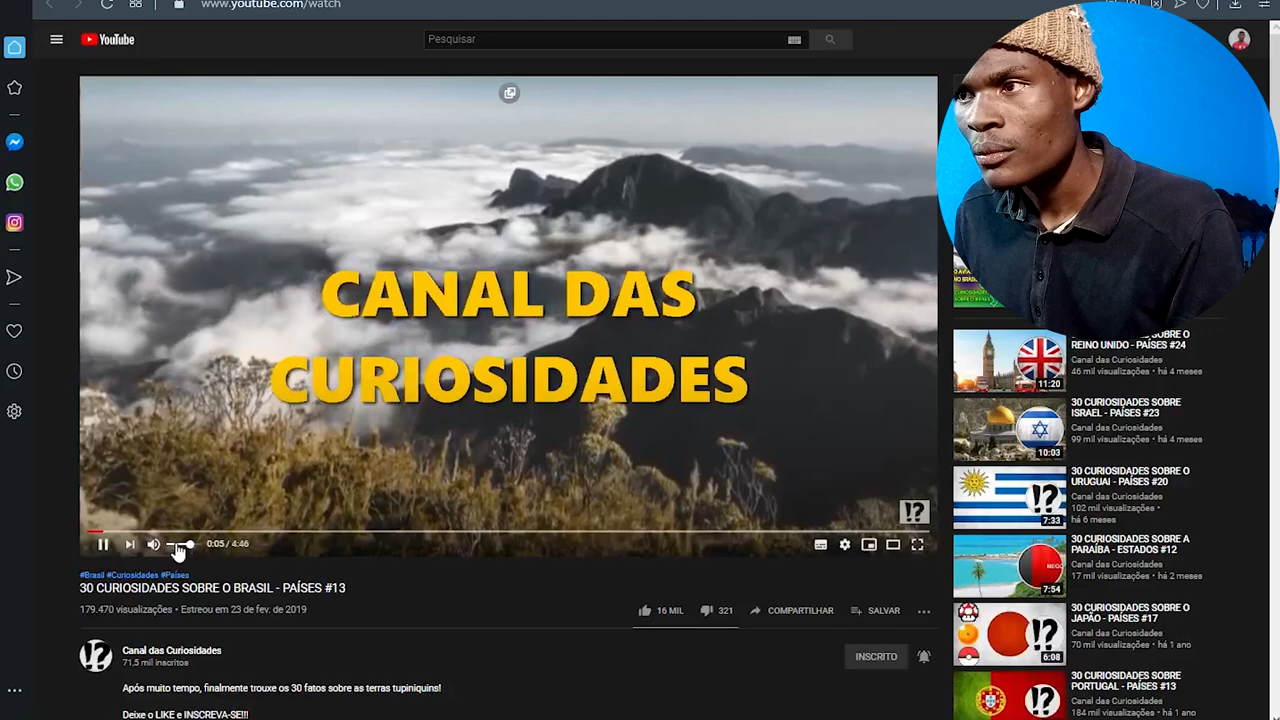 www.youtube.com/watch
YouTube
Pesquisar
CANAL DAS
CURIOSIDADES
!?
0:05 / 4:46
#Brasil #Curiosidades #Países
30 CURIOSIDADES SOBRE O BRASIL - PAÍSES #13
179.470 visualizações • Estreou em 23 de fev. de 2019
16 MIL
321
COMPARTILHAR
SALVAR
!?
Canal das Curiosidades
71,5 mil inscritos
INSCRITO
Após muito tempo, finalmente trouxe os 30 fatos sobre as terras tupiniquins!
Deixe o LIKE e INSCREVA-SE!!!
SOBRE O
REINO UNIDO - PAÍSES #24
Canal das Curiosidades
46 mil visualizações • há 4 meses
11:20
30 CURIOSIDADES SOBRE
ISRAEL - PAÍSES #23
Canal das Curiosidades
99 mil visualizações • há 4 meses
10:03
30 CURIOSIDADES SOBRE O
URUGUAI - PAÍSES #20
Canal das Curiosidades
102 mil visualizações •
há 6 meses
!?
7:33
30 CURIOSIDADES SOBRE A
PARAÍBA - ESTADOS #12
Canal das Curiosidades
17 mil visualizações • há 2 meses
7:54
30 CURIOSIDADES SOBRE O
JAPÃO - PAÍSES #17
Canal das Curiosidades
70 mil visualizações • há 1 ano
!?
6:08
30 CURIOSIDADES SOBRE
PORTUGAL - PAÍSES #13
Canal das Curiosidades
184 mil visualizações • há 1 ano
!?